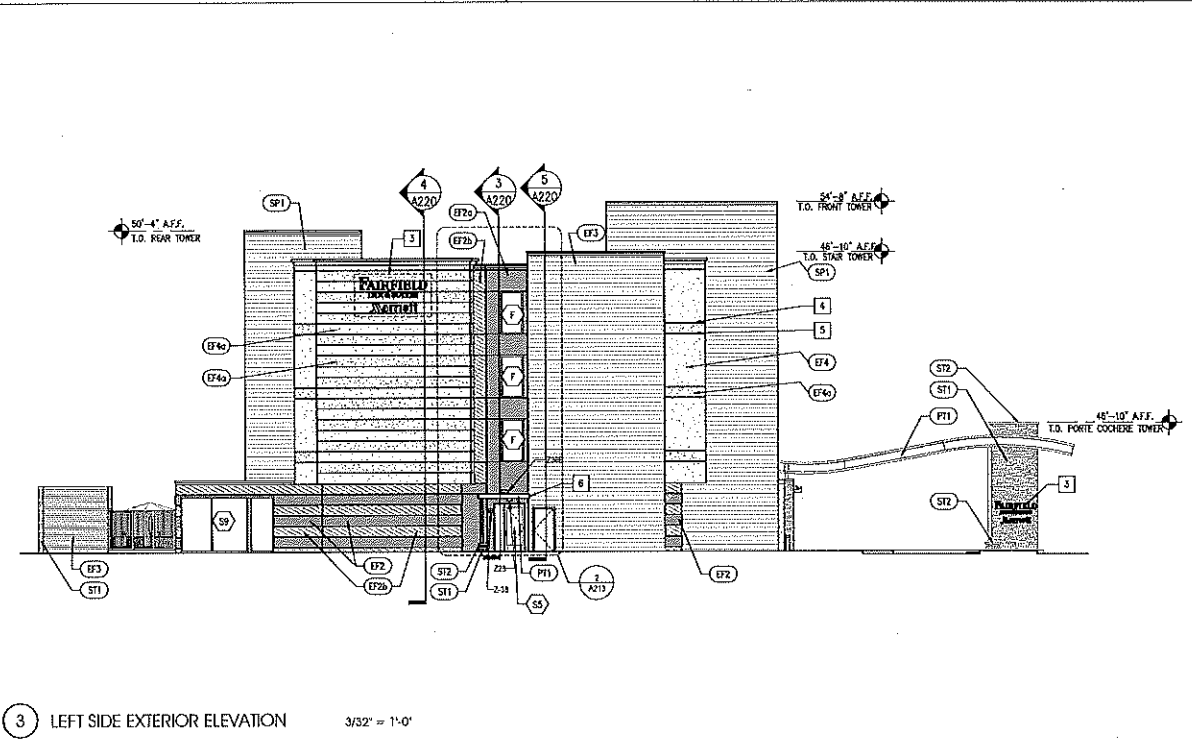 4
A220
3
A220
5
A220
SP1
EF2a
54'-8" A.F.F.
T.O. FRONT TOWER
50'-4" A.F.F.
T.O. REAR TOWER
3
EF2b
EF3
46'-10" A.F.F.
T.O. STAIR TOWER
SP1
FAIRFIELD
Marriott
F
4
5
EF4a
EF4
EF4a
F
EF4a
ST2
ST1
PT1
45'-10" A.F.F.
T.O. PORTE COCHERE TOWER
F
6
3
ST2
FAIRFIELD
Marriott
S9
EF3
ST1
EF2
EF2b
ST2
ST1
PT1
S5
2
A213
EF2
3 LEFT SIDE EXTERIOR ELEVATION 3/32" = 1'-0"